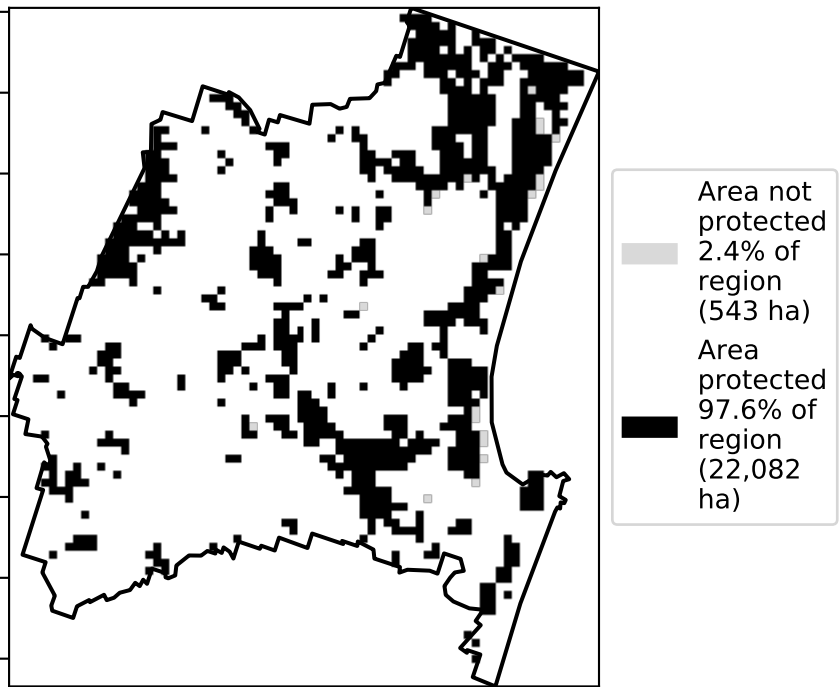 Area not
protected
2.4% of
region
(543 ha)
Area
protected
97.6% of
region
(22,082
ha)